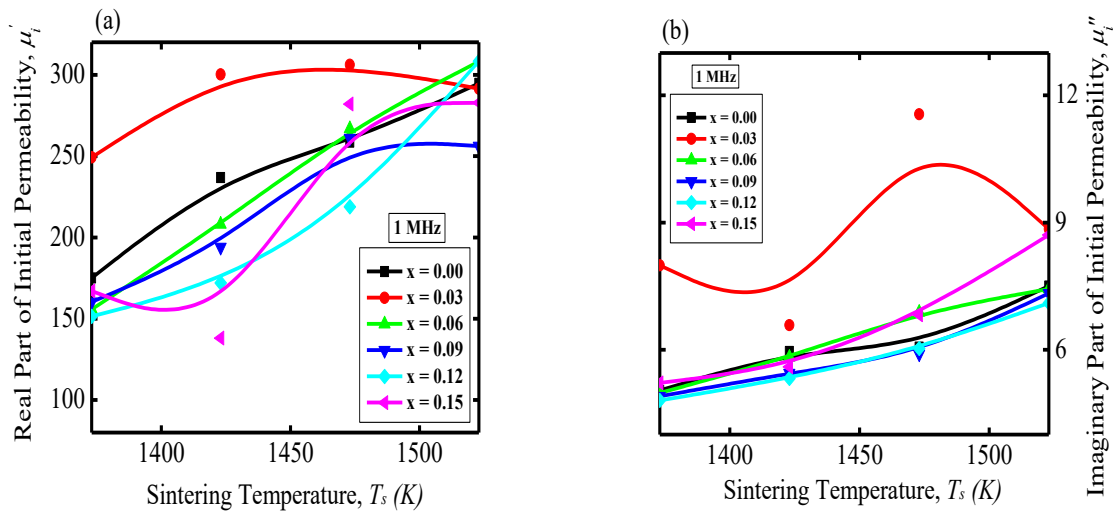 (a)
Real Part of Initial Permeability, μᵢ′
300
250
200
150
100
1400
1450
1500
Sintering Temperature, Tₛ (K)
1 MHz
x = 0.00
x = 0.03
x = 0.06
x = 0.09
x = 0.12
x = 0.15
(b)
1 MHz
x = 0.00
x = 0.03
x = 0.06
x = 0.09
x = 0.12
x = 0.15
12
9
6
1400
1450
1500
Sintering Temperature, Tₛ (K)
Imaginary Part of Initial Permeability, μᵢ″